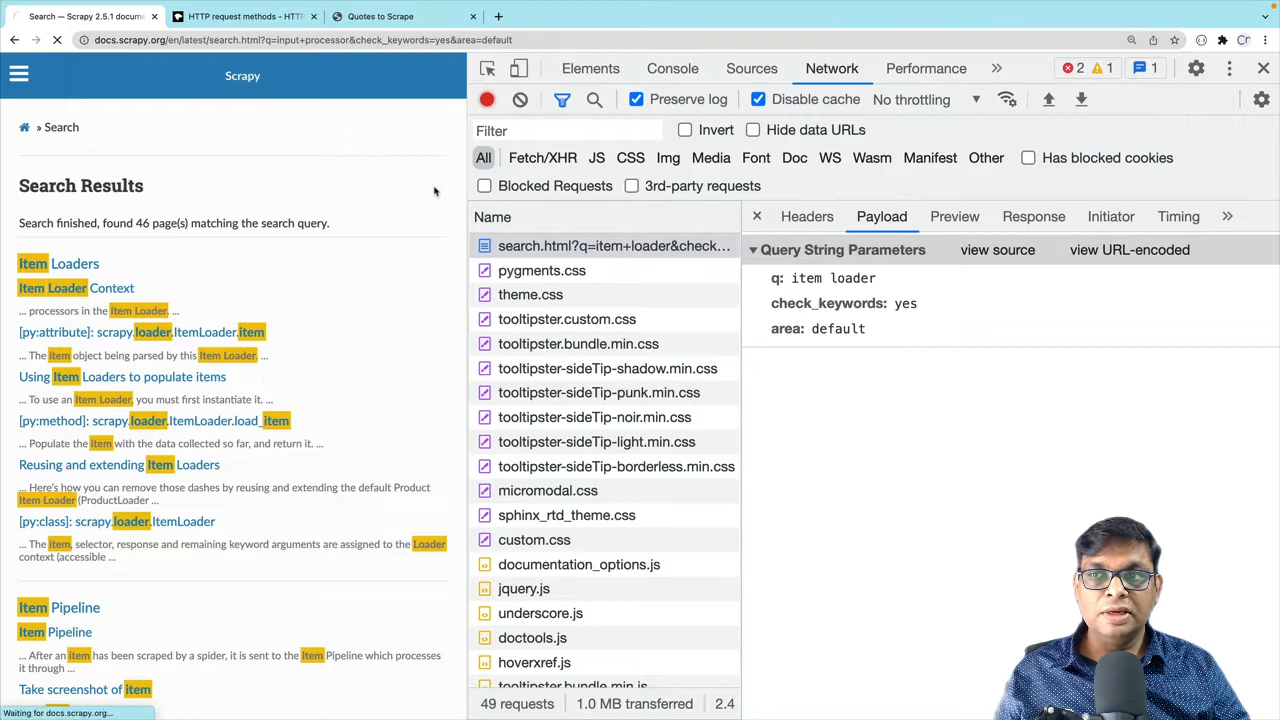 Search — Scrapy 2.5.1 docume
HTTP request methods - HTTP
Quotes to Scrape
docs.scrapy.org/en/latest/search.html?q=input+processor&check_keywords=yes&area=default
Scrapy
» Search
Search Results
Search finished, found 46 page(s) matching the search query.
Item Loaders
Item Loader Context
... processors in the Item Loader. ...
[py:attribute]: scrapy.loader.ItemLoader.item
... The item object being parsed by this Item Loader. ...
Using Item Loaders to populate items
... To use an Item Loader, you must first instantiate it. ...
[py:method]: scrapy.loader.ItemLoader.load_item
... Populate the item with the data collected so far, and return it. ...
Reusing and extending Item Loaders
... Here's how you can remove those dashes by reusing and extending the default Product
Item Loader (ProductLoader ...
[py:class]: scrapy.loader.ItemLoader
... The item, selector, response and remaining keyword arguments are assigned to the Loader
context (accessible ...
Item Pipeline
Item Pipeline
... After an item has been scraped by a spider, it is sent to the Item Pipeline which processes
it through ...
Take screenshot of item
Waiting for docs.scrapy.org...
Elements Console Sources Network Performance » 2 1 1
Preserve log Disable cache No throttling
Filter Invert Hide data URLs
All Fetch/XHR JS CSS Img Media Font Doc WS Wasm Manifest Other Has blocked cookies
Blocked Requests 3rd-party requests
Name
search.html?q=item+loader&check...
pygments.css
theme.css
tooltipster.custom.css
tooltipster.bundle.min.css
tooltipster-sideTip-shadow.min.css
tooltipster-sideTip-punk.min.css
tooltipster-sideTip-noir.min.css
tooltipster-sideTip-light.min.css
tooltipster-sideTip-borderless.min.css
micromodal.css
sphinx_rtd_theme.css
custom.css
documentation_options.js
jquery.js
underscore.js
doctools.js
hoverxref.js
tooltipster.bundle.min.js
49 requests 1.0 MB transferred 2.4
Headers Payload Preview Response Initiator Timing »
Query String Parameters view source view URL-encoded
q: item loader
check_keywords: yes
area: default